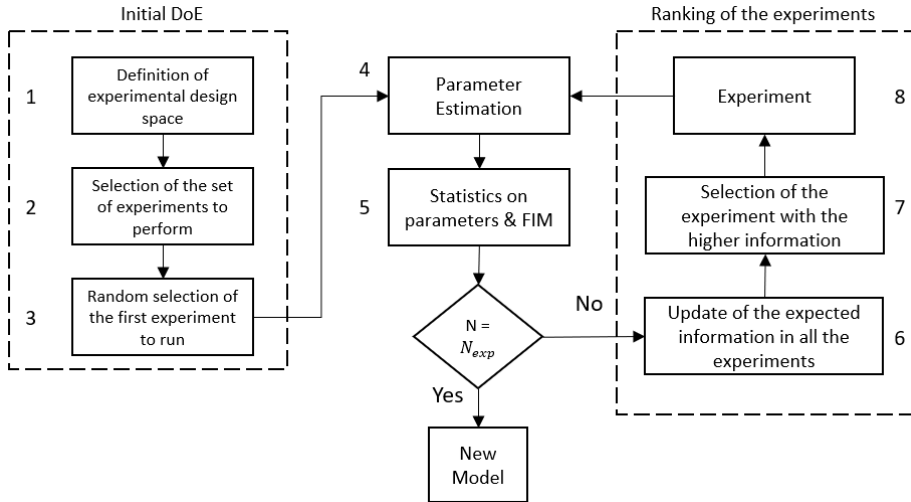 Initial DoE
1
Definition of
experimental design
space
2
Selection of the set
of experiments to
perform
3
Random selection of
the first experiment
to run
4
Parameter
Estimation
5
Statistics on
parameters & FIM
N =
N_exp
No
Yes
New
Model
Ranking of the experiments
Experiment
8
Selection of the
experiment with the
higher information
7
Update of the expected
information in all the
experiments
6